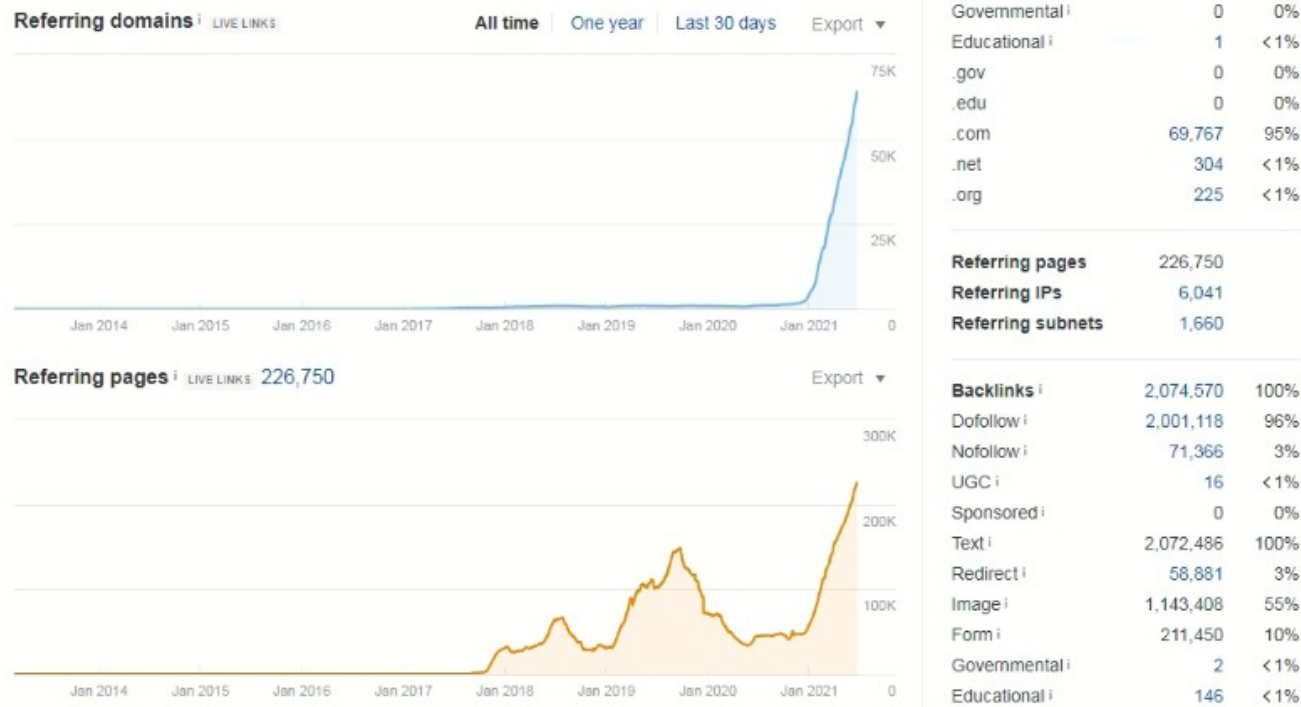 Referring domains i LIVE LINKS All time One year Last 30 days Export ▼
75K
50K
25K
Jan 2014 Jan 2015 Jan 2016 Jan 2017 Jan 2018 Jan 2019 Jan 2020 Jan 2021 0
Referring pages i LIVE LINKS 226,750 Export ▼
300K
200K
100K
Jan 2014 Jan 2015 Jan 2016 Jan 2017 Jan 2018 Jan 2019 Jan 2020 Jan 2021 0
Governmental i 0 0%
Educational i 1 <1%
.gov 0 0%
.edu 0 0%
.com 69,767 95%
.net 304 <1%
.org 225 <1%
Referring pages 226,750
Referring IPs 6,041
Referring subnets 1,660
Backlinks i 2,074,570 100%
Dofollow i 2,001,118 96%
Nofollow i 71,366 3%
UGC i 16 <1%
Sponsored i 0 0%
Text i 2,072,486 100%
Redirect i 58,881 3%
Image i 1,143,408 55%
Form i 211,450 10%
Governmental i 2 <1%
Educational i 146 <1%